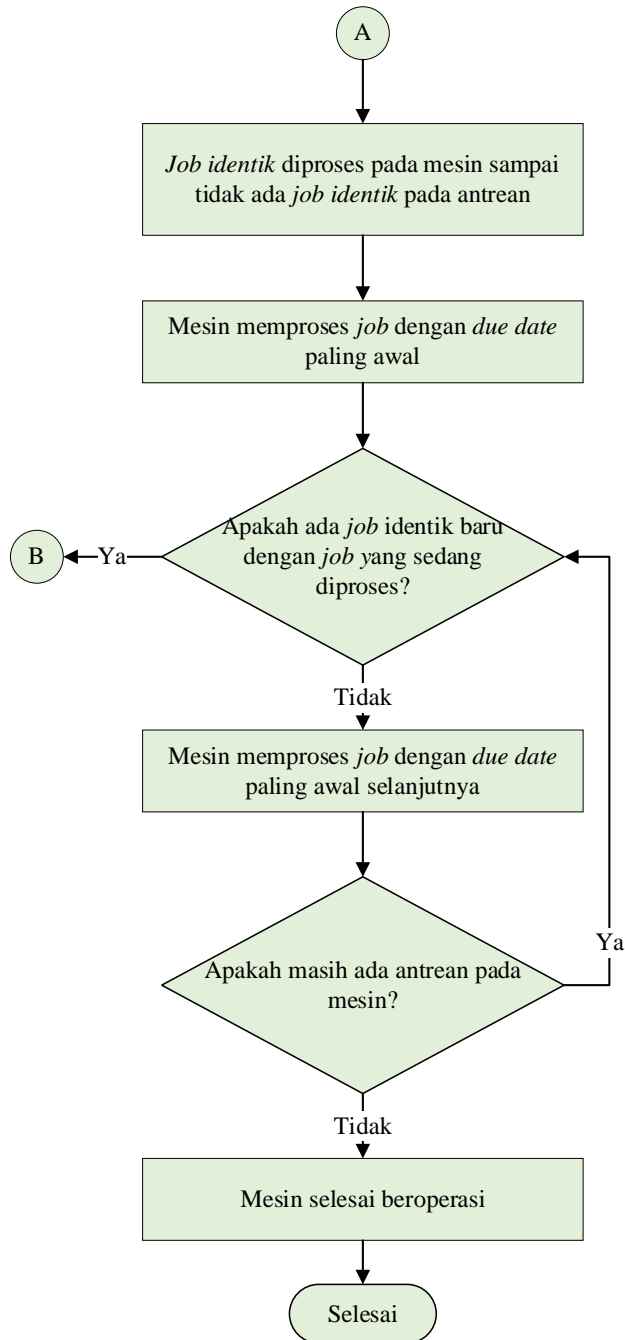 A
Job identik diproses pada mesin sampai
tidak ada job identik pada antrean
Mesin memproses job dengan due date
paling awal
Apakah ada job identik baru
dengan job yang sedang
diproses?
B
Ya
Tidak
Mesin memproses job dengan due date
paling awal selanjutnya
Apakah masih ada antrean pada
mesin?
Ya
Tidak
Mesin selesai beroperasi
Selesai